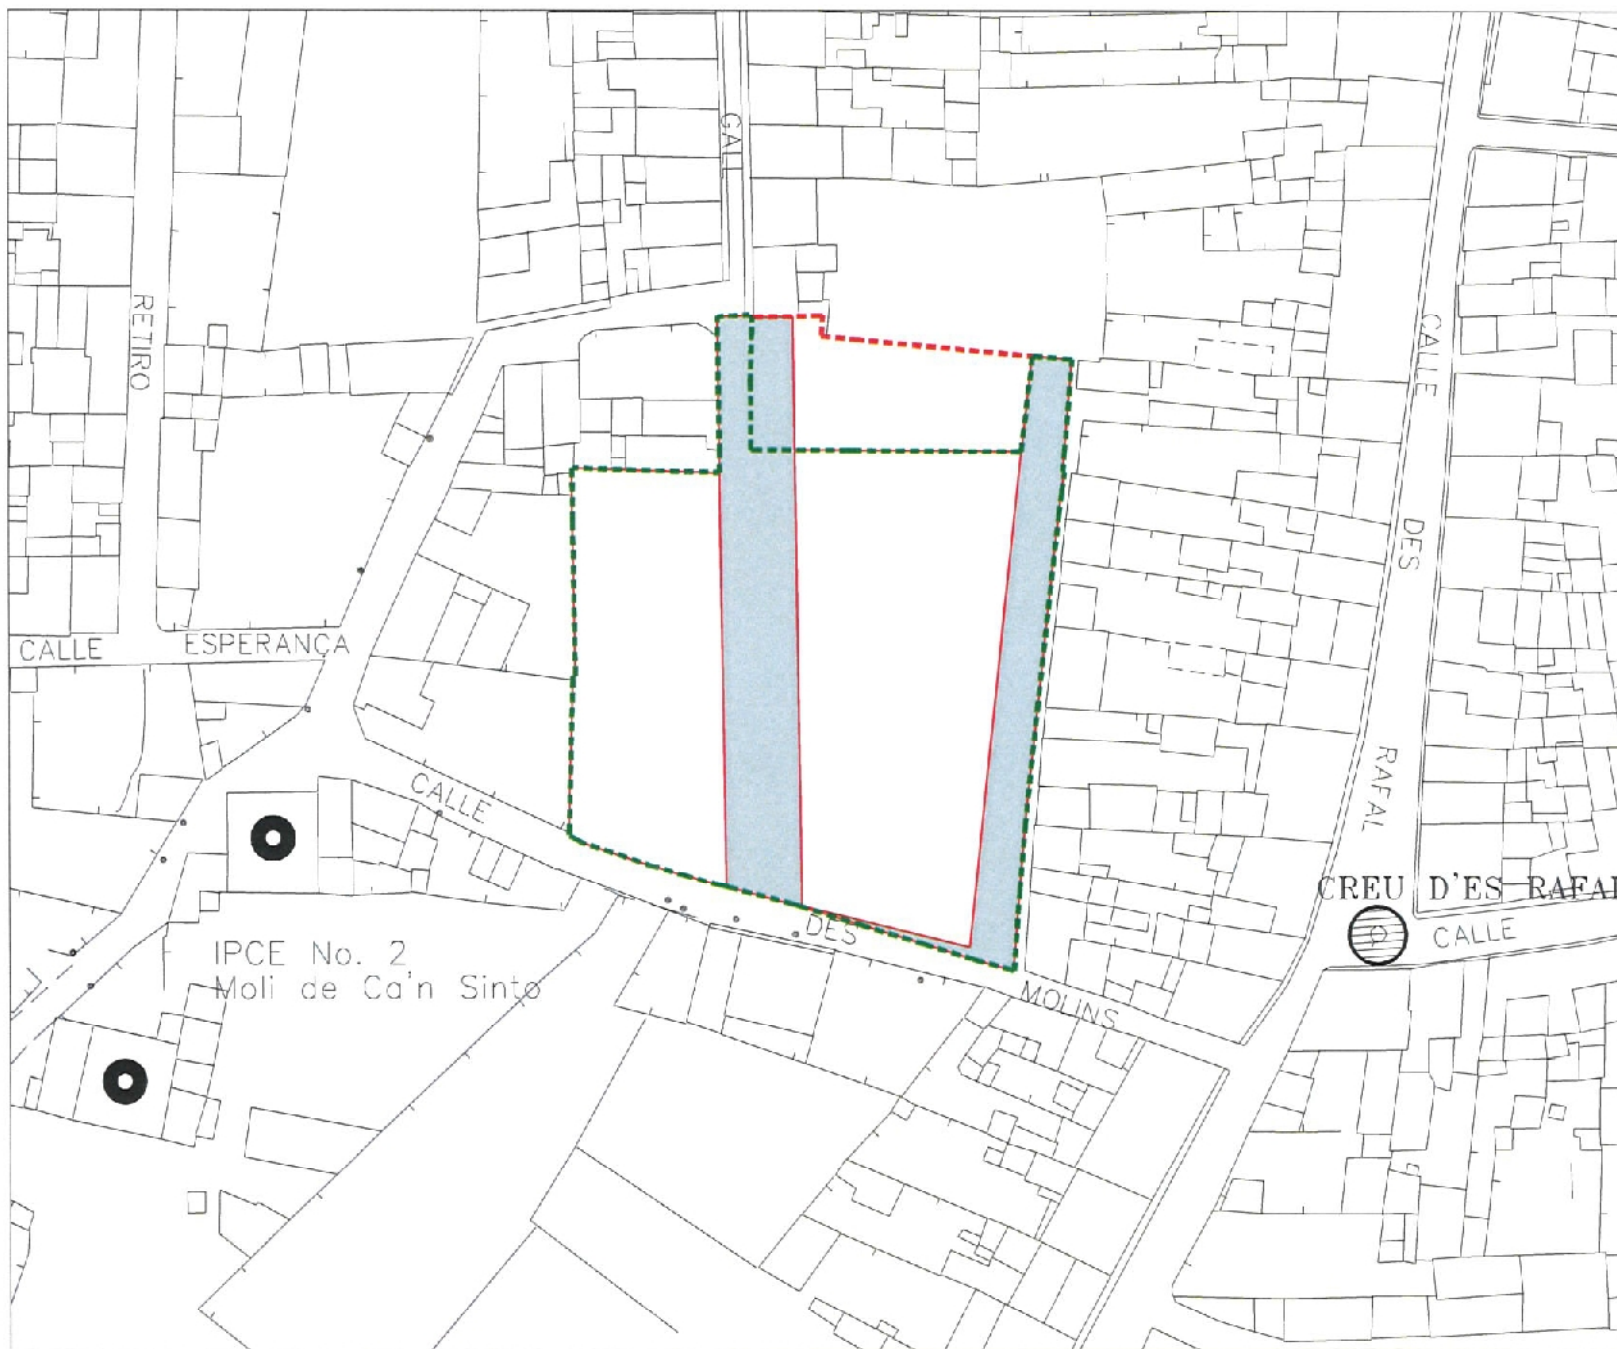 GALL
RETIRO
CALLE
DES
RAFAL
CALLE ESPERANÇA
CALLE
DES
MOLINS
CREU D'ES RAFAL
CALLE
IPCE No. 2
Moli de Ca'n Sinto